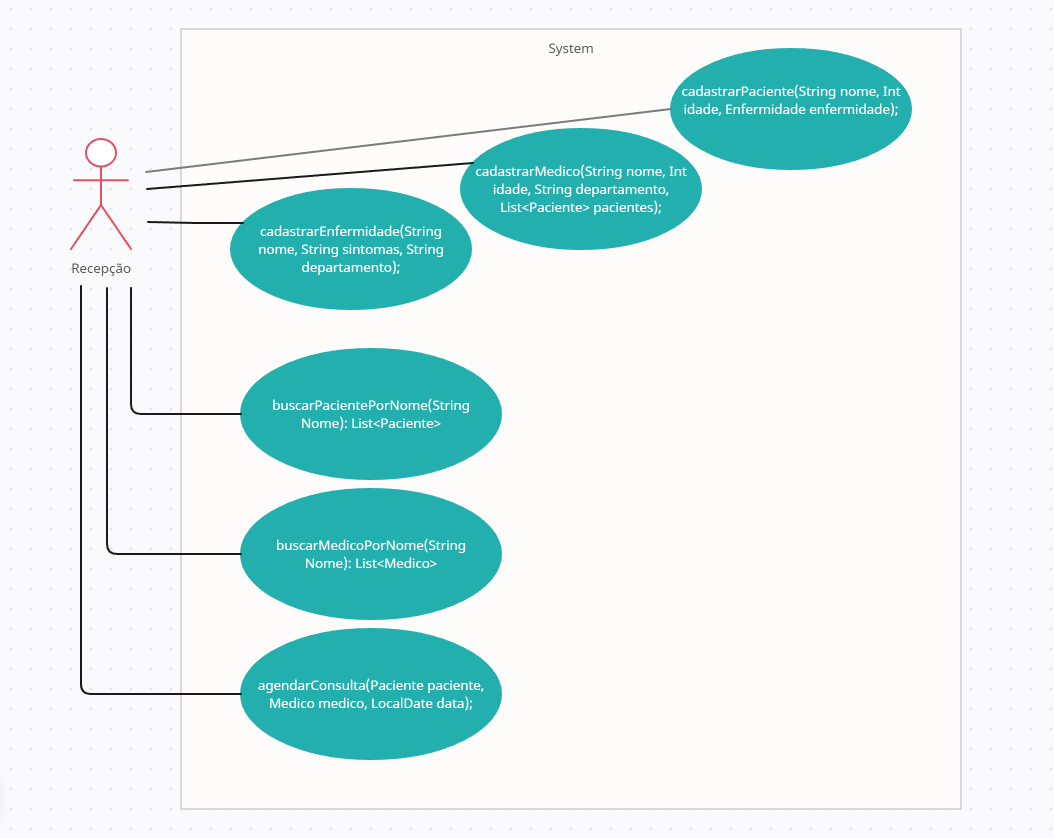 System
cadastrarPaciente(String nome, Int
idade, Enfermidade enfermidade);
cadastrarMedico(String nome, Int
idade, String departamento,
List<Paciente> pacientes);
cadastrarEnfermidade(String
nome, String sintomas, String
departamento);
Recepção
buscarPacientePorNome(String
Nome): List<Paciente>
buscarMedicoPorNome(String
Nome): List<Medico>
agendarConsulta(Paciente paciente,
Medico medico, LocalDate data);